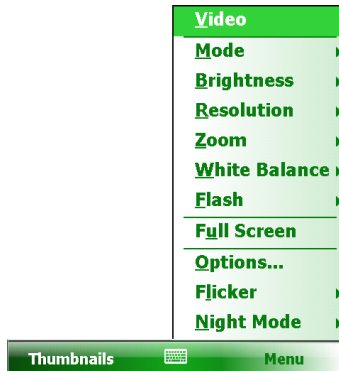 Video
Mode
Brightness
Resolution
Zoom
White Balance
Flash
Full Screen
Options...
Flicker
Night Mode
Thumbnails Menu